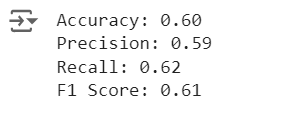 Accuracy: 0.60
Precision: 0.59
Recall: 0.62
F1 Score: 0.61